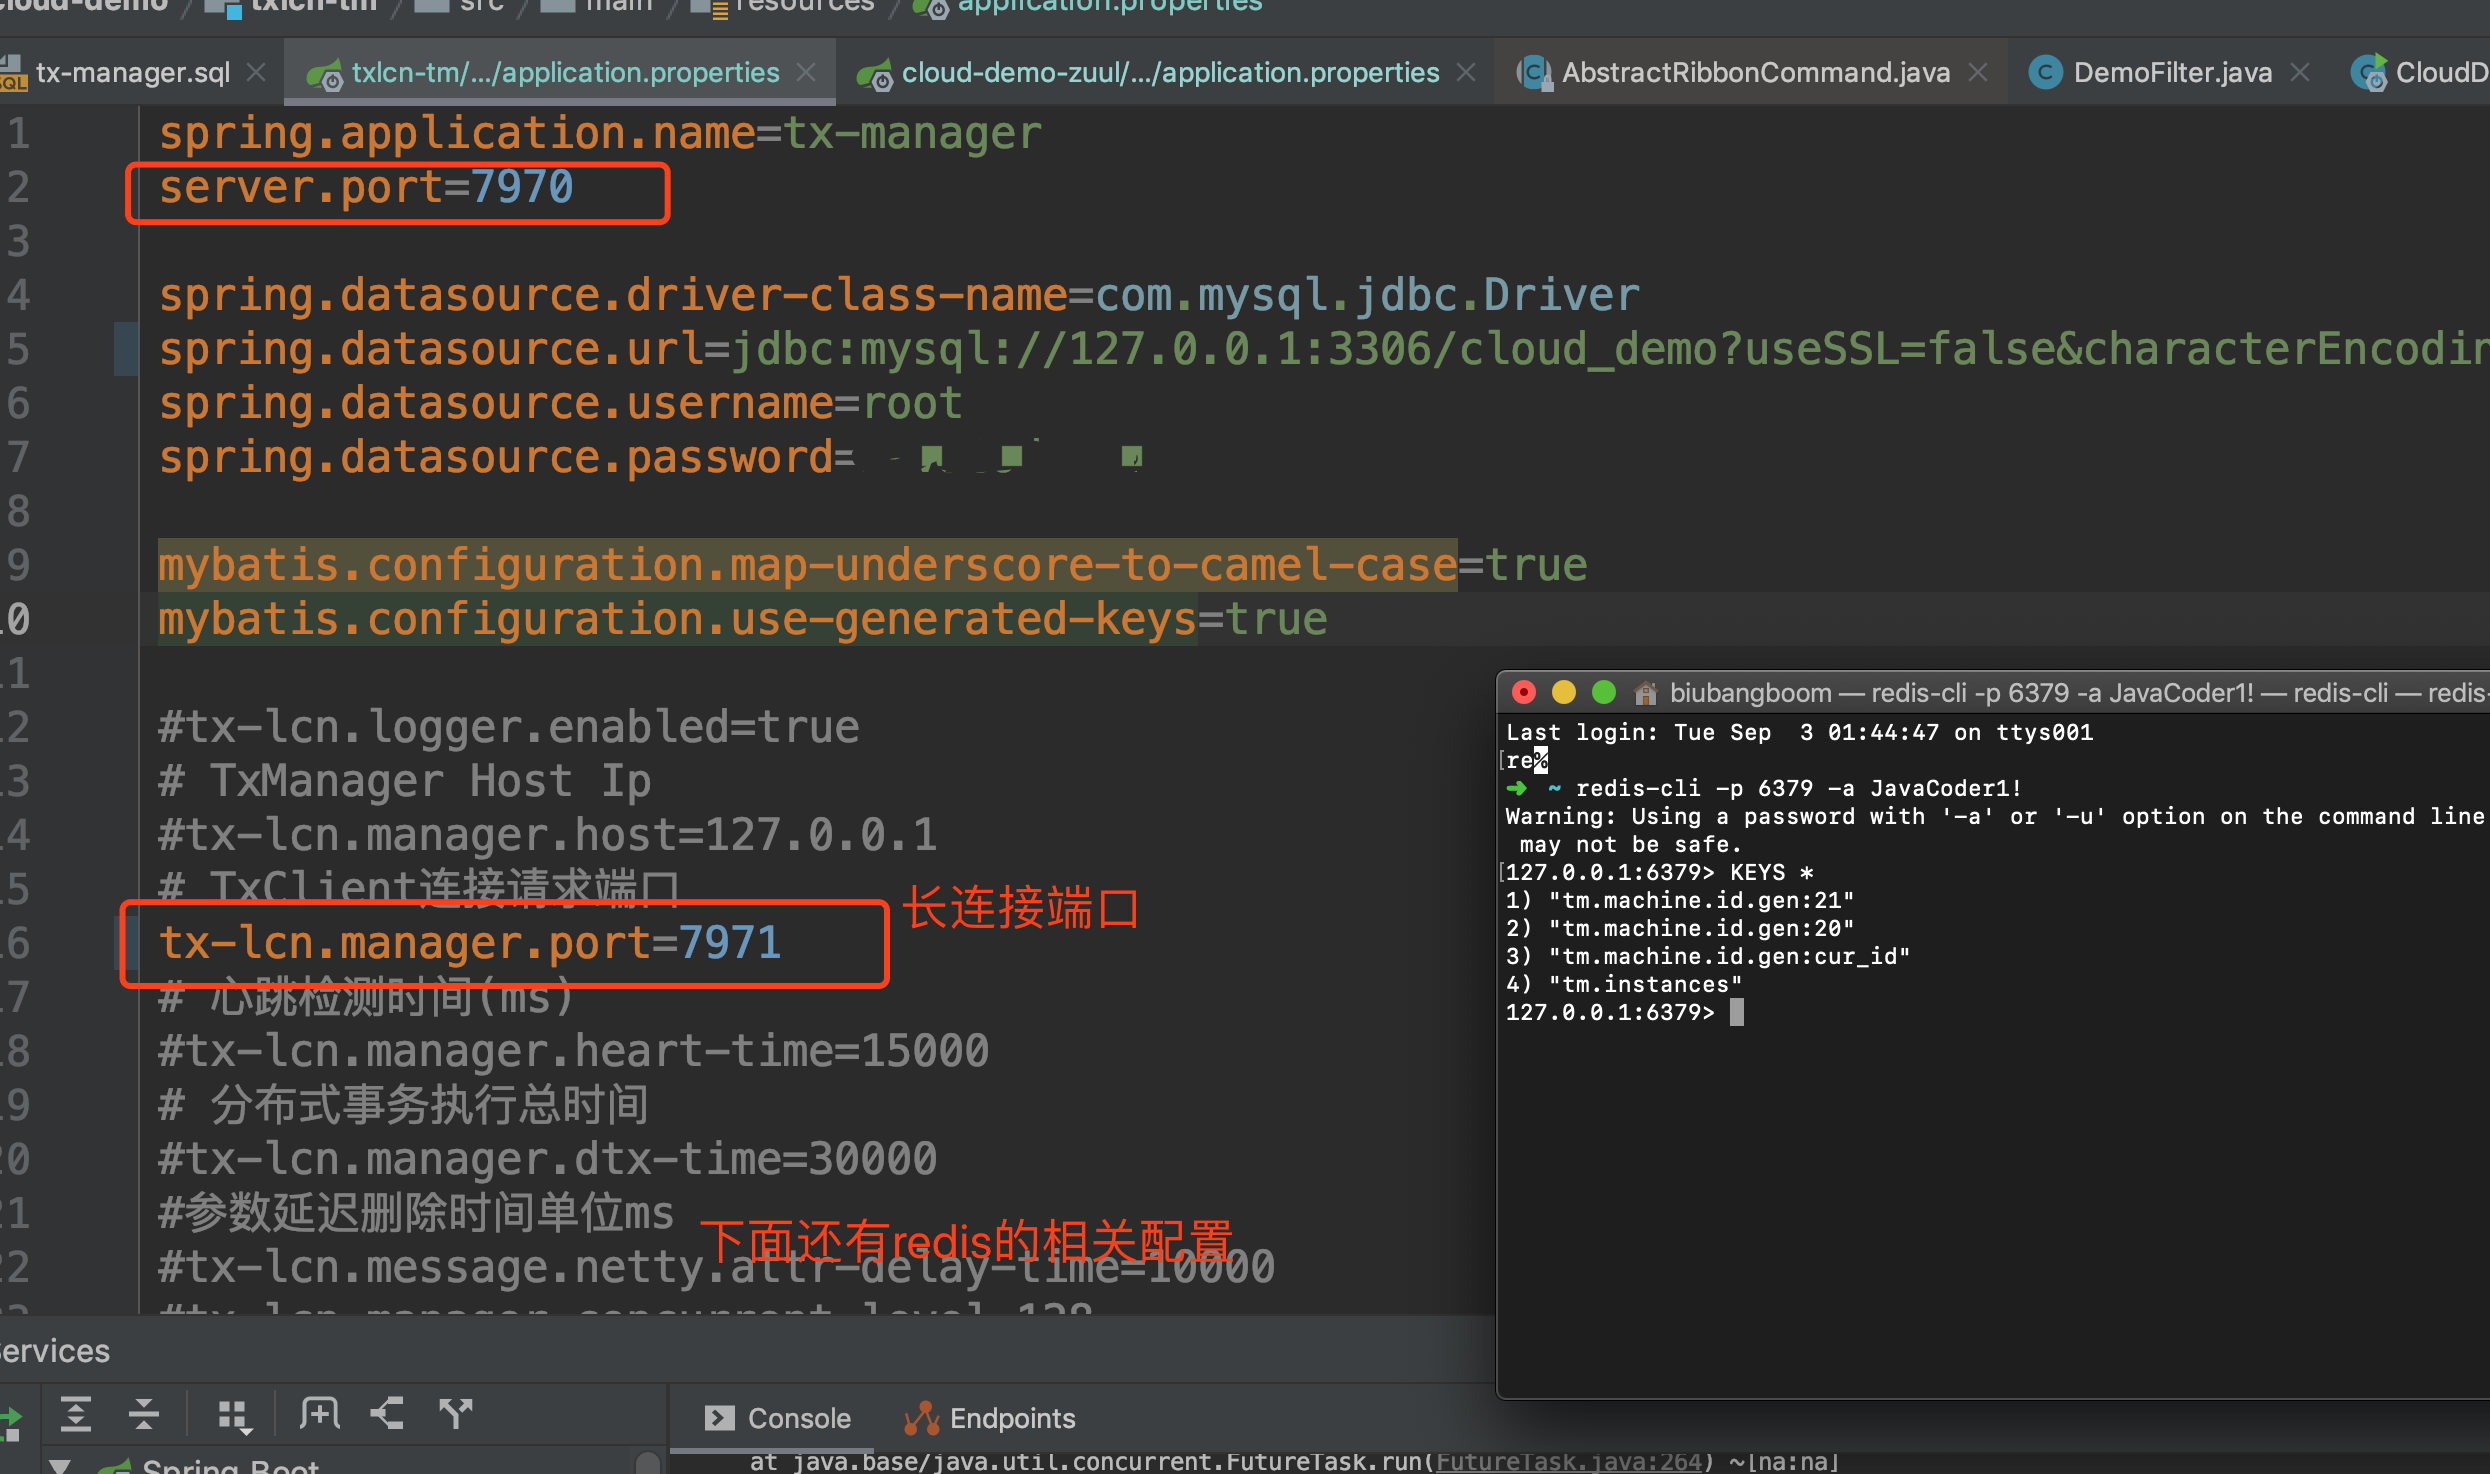 cloud-demo txlcn-tm src main resources application.properties
tx-manager.sql txlcn-tm/.../application.properties cloud-demo-zuul/.../application.properties AbstractRibbonCommand.java DemoFilter.java CloudD
1 spring.application.name=tx-manager
2 server.port=7970
3
4 spring.datasource.driver-class-name=com.mysql.jdbc.Driver
5 spring.datasource.url=jdbc:mysql://127.0.0.1:3306/cloud_demo?useSSL=false&characterEncodin
6 spring.datasource.username=root
7 spring.datasource.password=
8
9 mybatis.configuration.map-underscore-to-camel-case=true
10 mybatis.configuration.use-generated-keys=true
11
12 #tx-lcn.logger.enabled=true
13 # TxManager Host Ip
14 #tx-lcn.manager.host=127.0.0.1
15 # TxClient连接请求端口
长连接端口
16 tx-lcn.manager.port=7971
17 # 心跳检测时间(ms)
18 #tx-lcn.manager.heart-time=15000
19 # 分布式事务执行总时间
20 #tx-lcn.manager.dtx-time=30000
21 #参数延迟删除时间单位ms
下面还有redis的相关配置
22 #tx-lcn.message.netty.attr-delay-time=10000
#tx-lcn.manager.concurrent-level=128
biubangboom — redis-cli -p 6379 -a JavaCoder1! — redis-cli — redis-
Last login: Tue Sep  3 01:44:47 on ttys001
[re%
➜ ~ redis-cli -p 6379 -a JavaCoder1!
Warning: Using a password with '-a' or '-u' option on the command line
may not be safe.
[127.0.0.1:6379> KEYS *
1) "tm.machine.id.gen:21"
2) "tm.machine.id.gen:20"
3) "tm.machine.id.gen:cur_id"
4) "tm.instances"
127.0.0.1:6379>
Services
Console Endpoints
Spring Boot
at java.base/java.util.concurrent.FutureTask.run(FutureTask.java:264) ~[na:na]